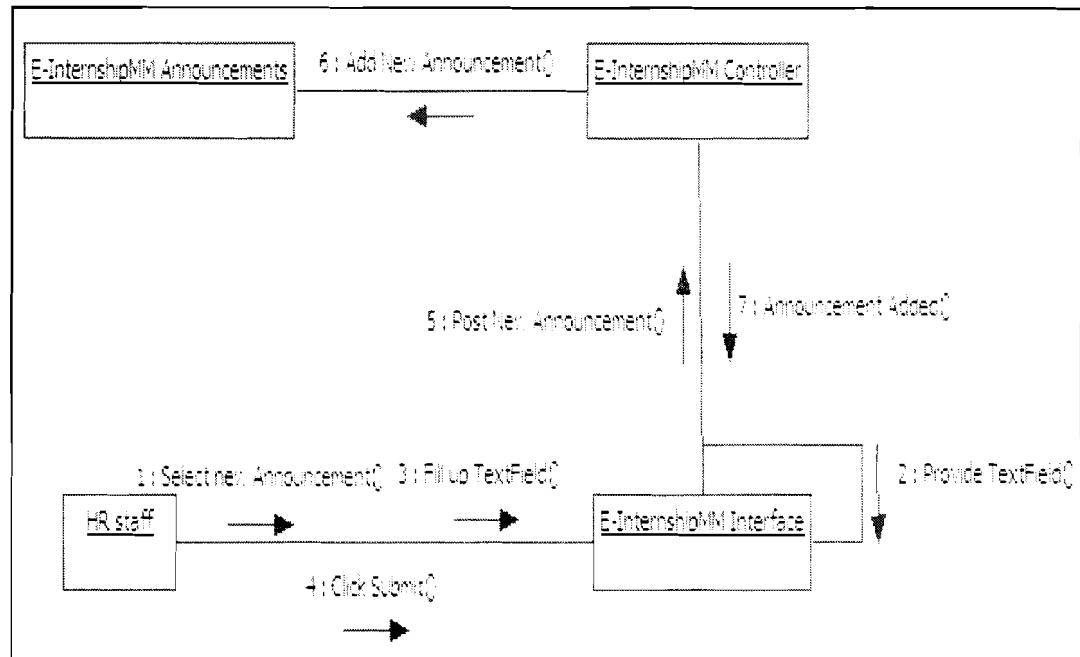 E-InternshipMM Announcements
6 : Add New Announcement()
E-InternshipMM Controller
5 : Post New Announcement()
7 : Announcement Added()
1 : Select new Announcement()
3 : Fill up TextField()
2 : Provide TextField()
HR staff
E-InternshipMM Interface
4 : Click Submit()